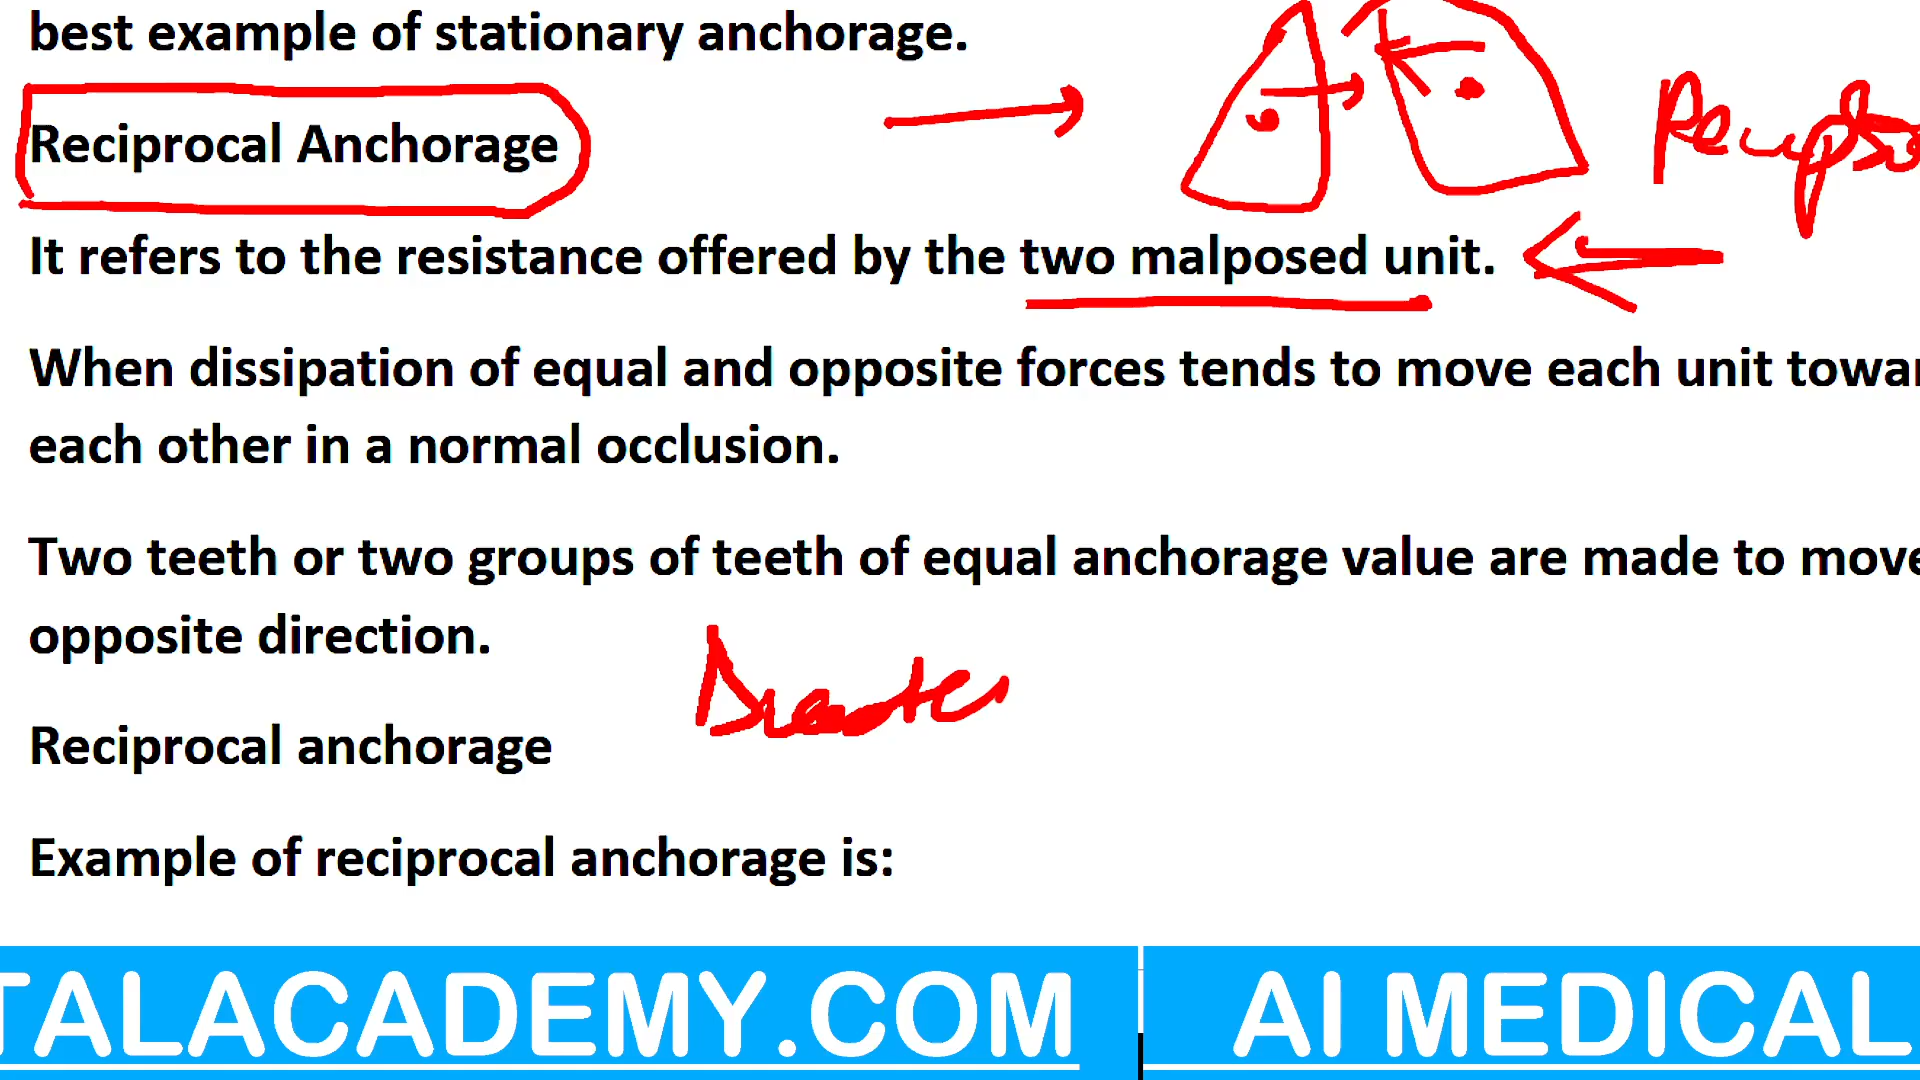 best example of stationary anchorage.
Reciprocal Anchorage
It refers to the resistance offered by the two malposed unit.
When dissipation of equal and opposite forces tends to move each unit towar
each other in a normal occlusion.
Two teeth or two groups of teeth of equal anchorage value are made to move
opposite direction.
Reciprocal anchorage
Example of reciprocal anchorage is:
TALACADEMY.COM AI MEDICAL